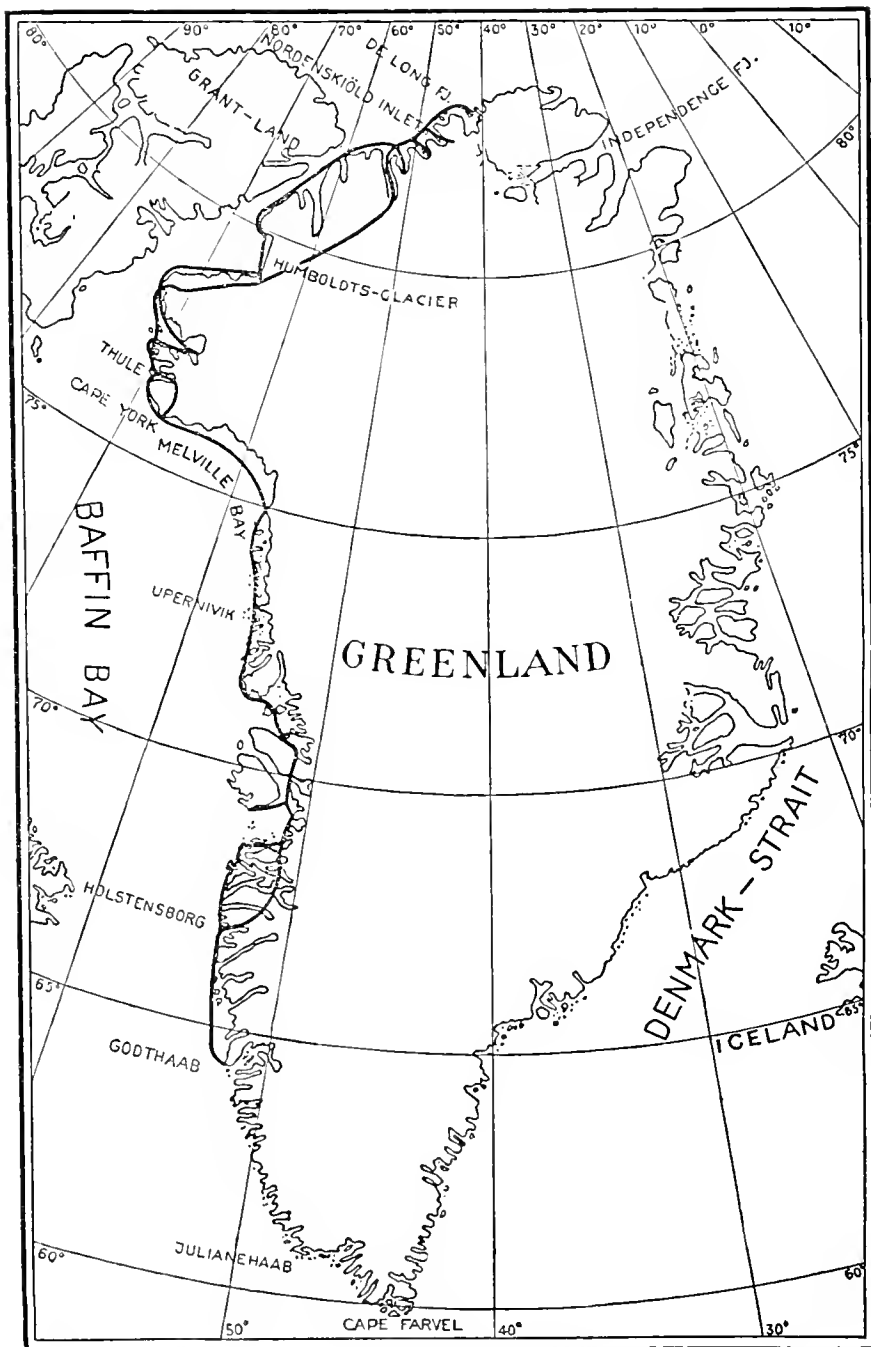 80° 90° 80° 70° 60° 50° 40° 30° 20° 10° 0° 10°
DE LONG FJ.
NORDENSKIÖLD INLET
GRANT-LAND
INDEPENDENCE FJ.
80°
HUMBOLDTS-GLACIER
THULE
CAPE YORK
75°
MELVILLE
BAY
75°
BAFFIN BAY
UPERNIVIK
GREENLAND
70°
70°
DENMARK-STRAIT
HOLSTENSBORG
65°
ICELAND
65°
GODTHAAB
JULIANEHAAB
60°
60°
CAPE FARVEL
50° 40° 30°